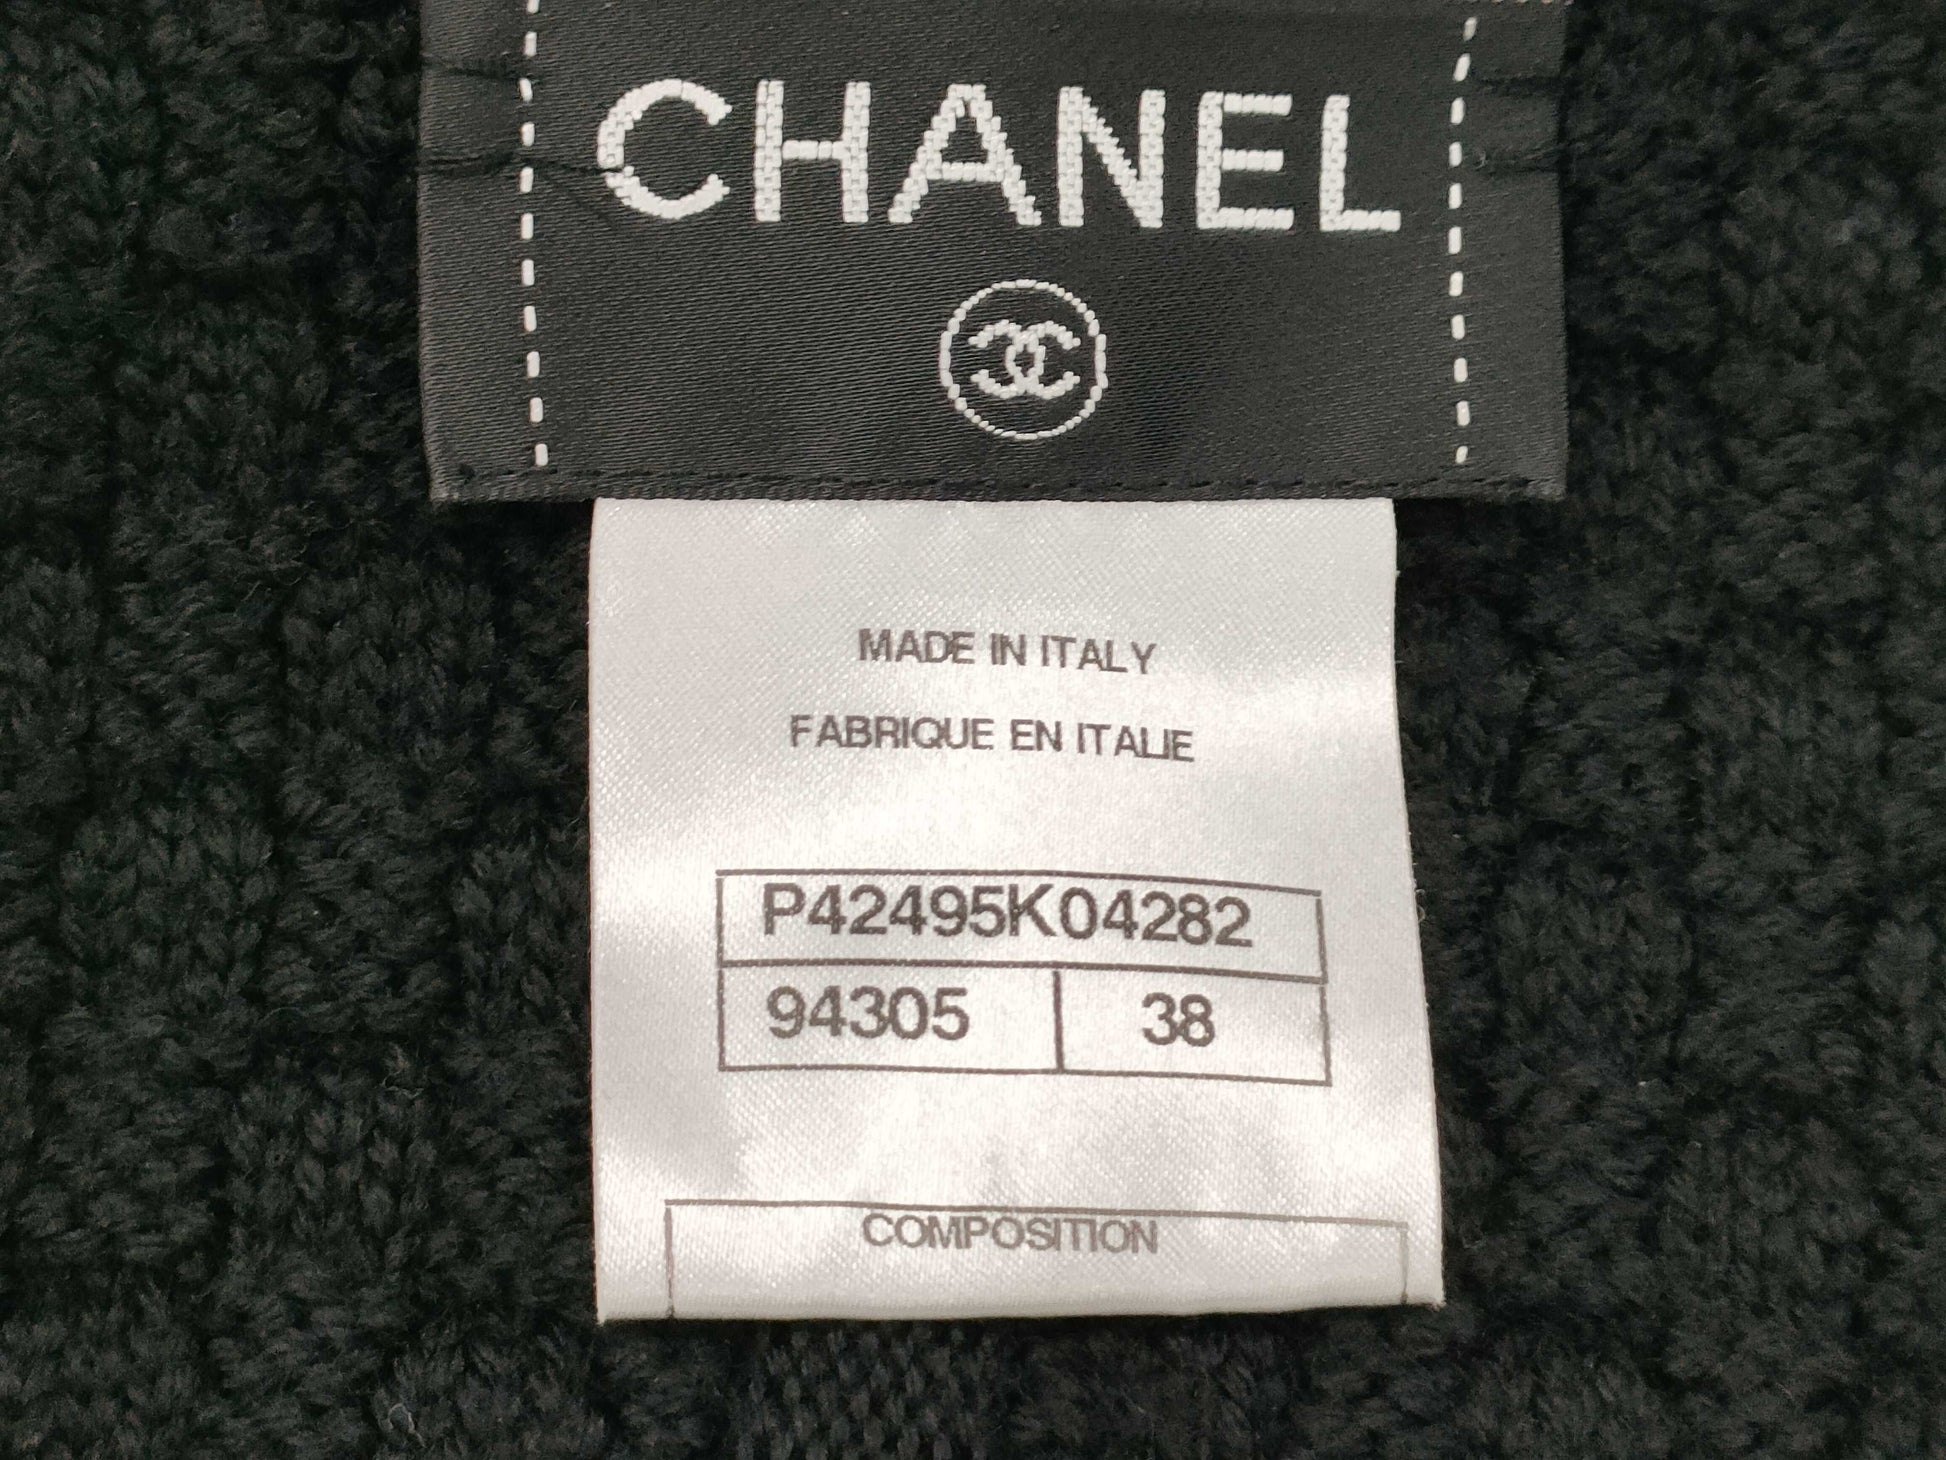 CHANEL
MADE IN ITALY
FABRIQUE EN ITALIE
P42495K04282
94305 38
COMPOSITION